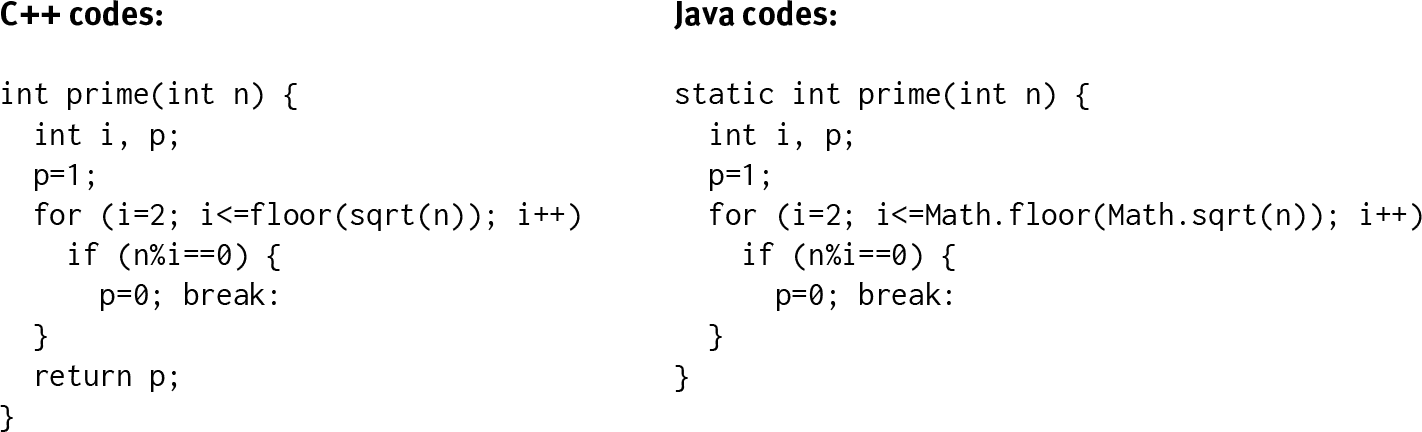 C++ codes:
int prime(int n) {
  int i, p;
  p=1;
  for (i=2; i<=floor(sqrt(n)); i++)
    if (n%i==0) {
      p=0; break:
  }
  return p;
}
Java codes:
static int prime(int n) {
  int i, p;
  p=1;
  for (i=2; i<=Math.floor(Math.sqrt(n)); i++)
    if (n%i==0) {
      p=0; break:
  }
}